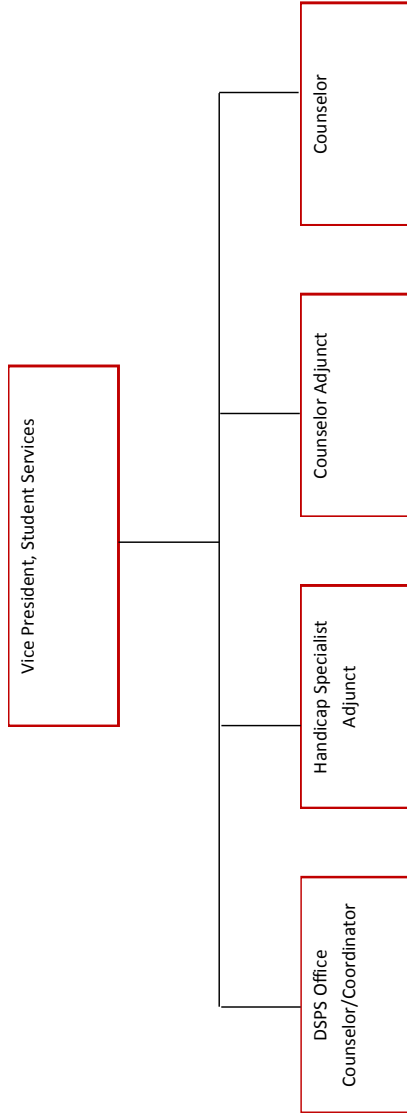 Vice President, Student Services
DSPS Office
Counselor/Coordinator
Handicap Specialist
Adjunct
Counselor Adjunct
Counselor